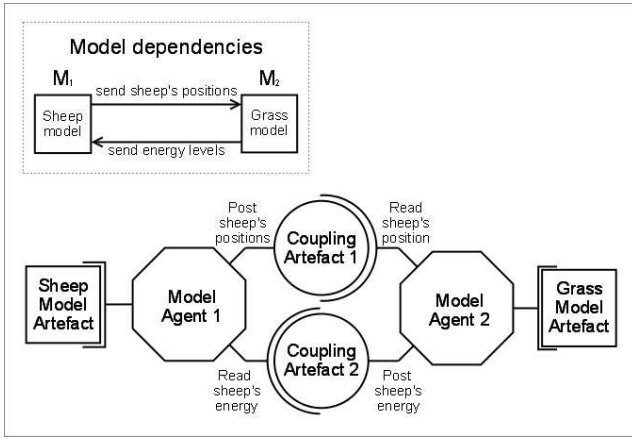 Model dependencies
M1
M2
send sheep's positions
Sheep
model
Grass
model
send energy levels
Post
sheep's
positions
Read
sheep's
position
Coupling
Artefact 1
Sheep
Model
Artefact
Model
Agent 1
Model
Agent 2
Grass
Model
Artefact
Coupling
Artefact 2
Read
sheep's
energy
Post
sheep's
energy